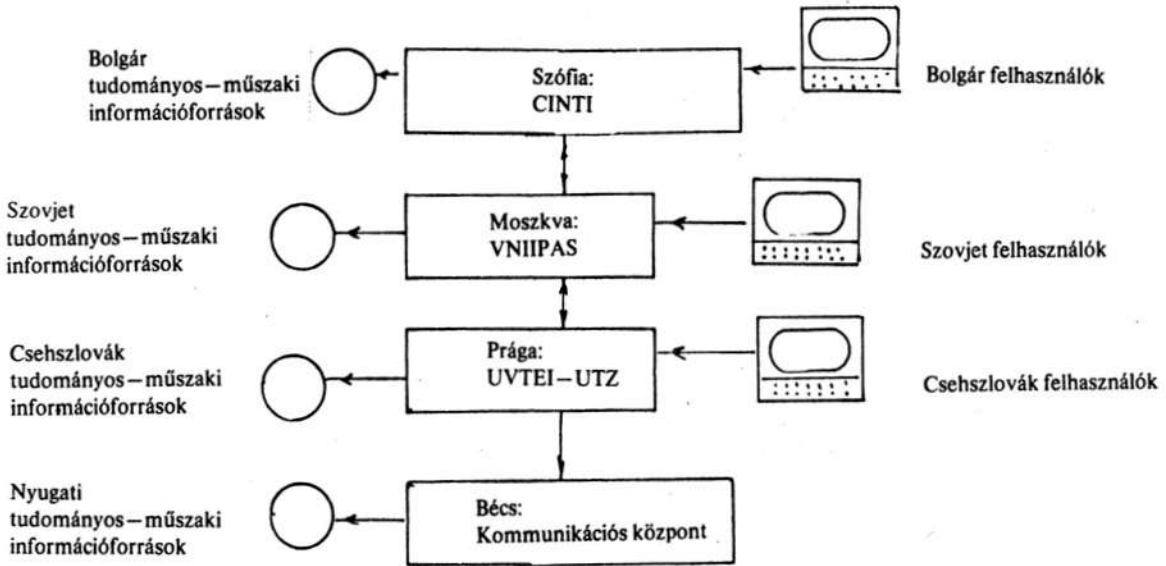 Bolgár
tudományos—műszaki
információforrások
Szófia:
CINTI
Bolgár felhasználók
Szovjet
tudományos—műszaki
információforrások
Moszkva:
VNIIPAS
Szovjet felhasználók
Csehszlovák
tudományos—műszaki
információforrások
Prága:
UVTEI—UTZ
Csehszlovák felhasználók
Nyugati
tudományos—műszaki
információforrások
Bécs:
Kommunikációs központ